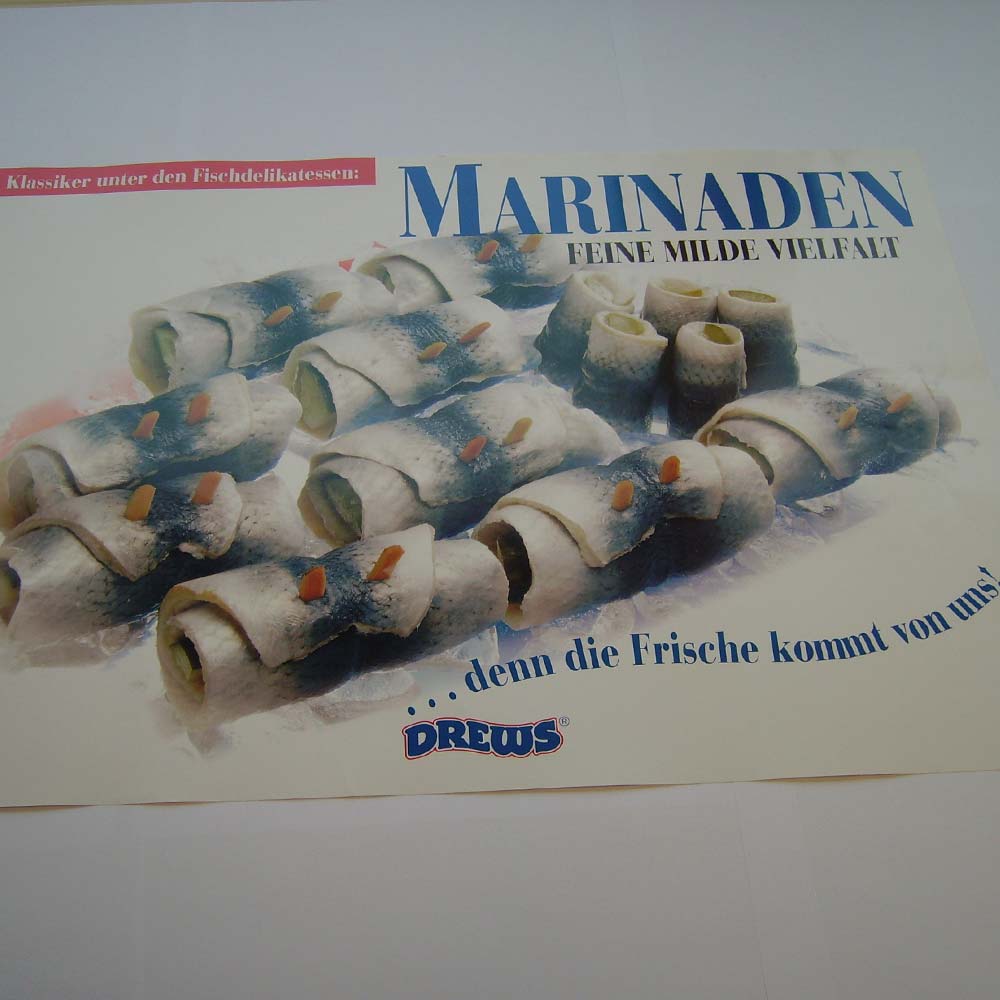 Klassiker unter den Fischdelikatessen:
MARINADEN
FEINE MILDE VIELFALT
...denn die Frische kommt von uns!
DREWS®